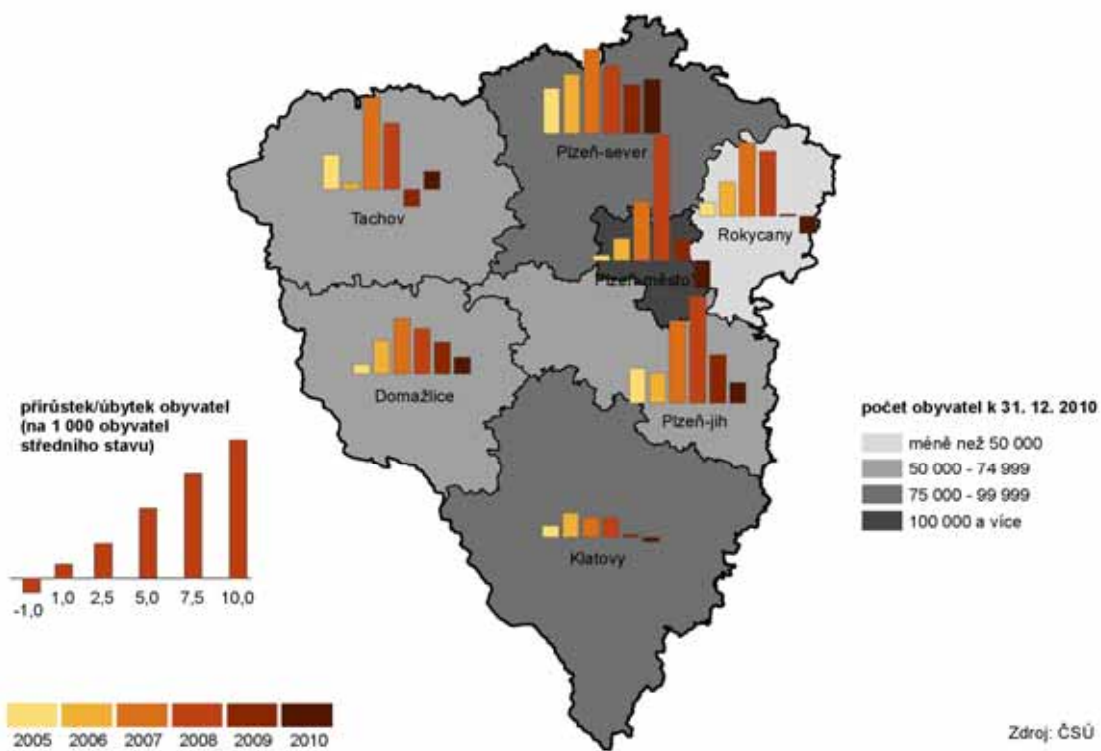 Plzeň-sever
Tachov
Rokycany
Plzeň-město
Domažlice
Plzeň-jih
Klatovy
přírůstek/úbytek obyvatel
(na 1 000 obyvatel
středního stavu)
-1,0 1,0 2,5 5,0 7,5 10,0
počet obyvatel k 31. 12. 2010
méně než 50 000
50 000 - 74 999
75 000 - 99 999
100 000 a více
2005 2006 2007 2008 2009 2010
Zdroj: ČSÚ